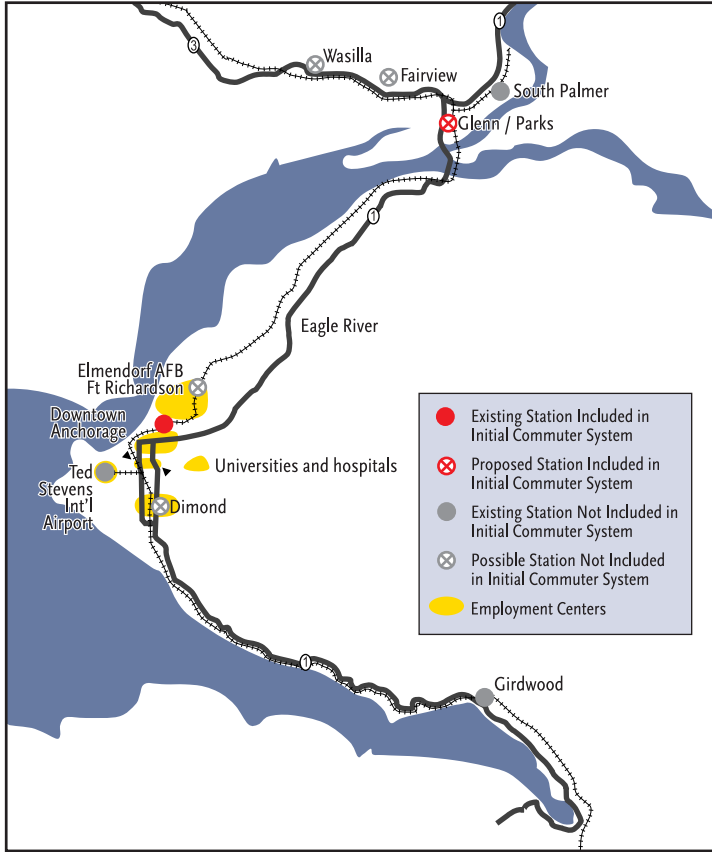 1
3
Wasilla
Fairview
South Palmer
Glenn / Parks
1
Eagle River
Elmendorf AFB
Ft Richardson
Downtown
Anchorage
Ted
Stevens
Int'l
Airport
Universities and hospitals
Dimond
Existing Station Included in
Initial Commuter System
Proposed Station Included in
Initial Commuter System
Existing Station Not Included in
Initial Commuter System
Possible Station Not Included
in Initial Commuter System
Employment Centers
1
Girdwood